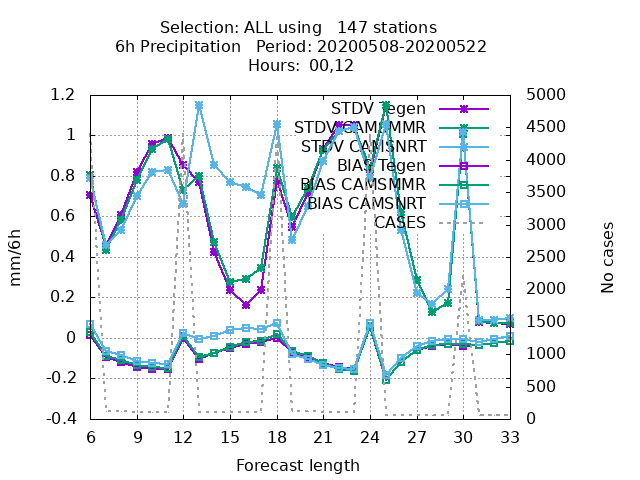 Selection: ALL using   147 stations
6h Precipitation   Period: 20200508-20200522
Hours:  00,12
STDV Tegen
STDV CAMSMMR
STDV CAMSNRT
BIAS Tegen
BIAS CAMSMMR
BIAS CAMSNRT
CASES
1.2
1
0.8
0.6
0.4
0.2
0
-0.2
-0.4
mm/6h
5000
4500
4000
3500
3000
2500
2000
1500
1000
500
0
No cases
6 9 12 15 18 21 24 27 30 33
Forecast length